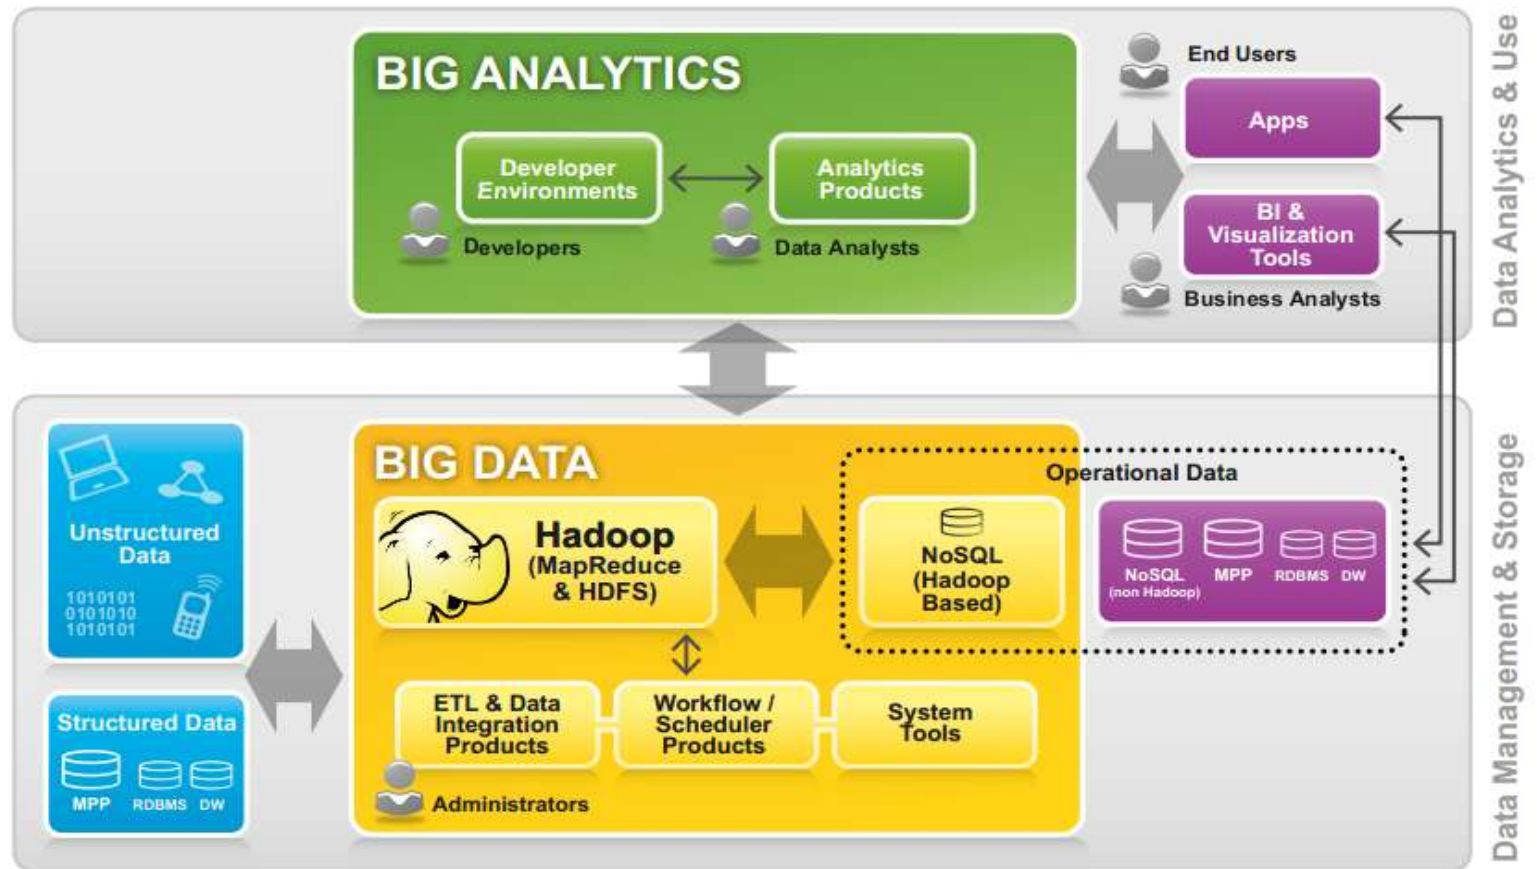 BIG ANALYTICS
Developer
Environments
Developers
Analytics
Products
Data Analysts
End Users
Apps
BI &
Visualization
Tools
Business Analysts
Data Analytics & Use
Unstructured
Data
1010101
0101010
1010101
Structured Data
MPP
RDBMS
DW
BIG DATA
Hadoop
(MapReduce
& HDFS)
Operational Data
NoSQL
(Hadoop
Based)
NoSQL
(non Hadoop)
MPP
RDBMS
DW
ETL & Data
Integration
Products
Workflow /
Scheduler
Products
System
Tools
Administrators
Data Management & Storage